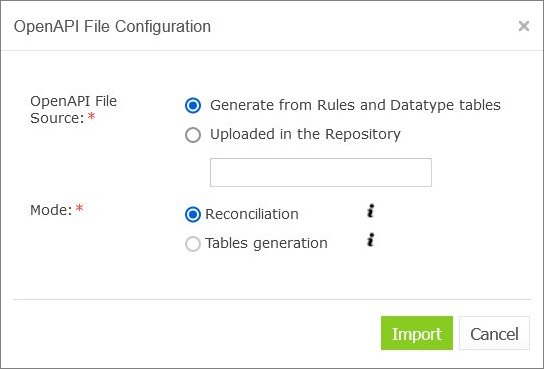 OpenAPI File Configuration ×
OpenAPI File Source:* Generate from Rules and Datatype tables
Uploaded in the Repository
Mode:* Reconciliation i
Tables generation i
Import Cancel